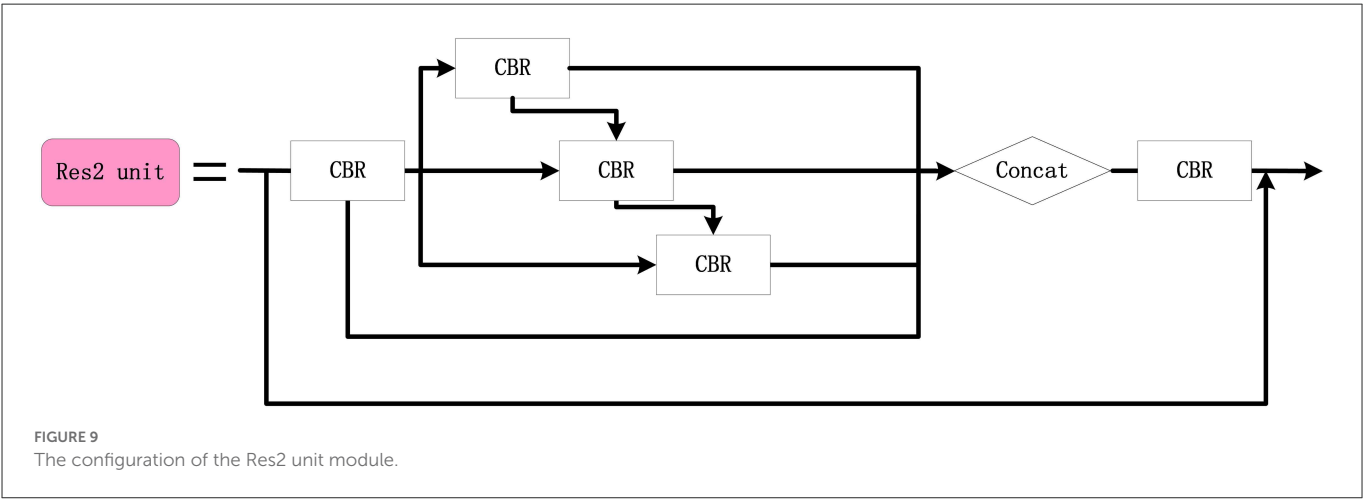 CBR
Res2 unit
=
CBR
CBR
Concat
CBR
CBR
FIGURE 9
The configuration of the Res2 unit module.